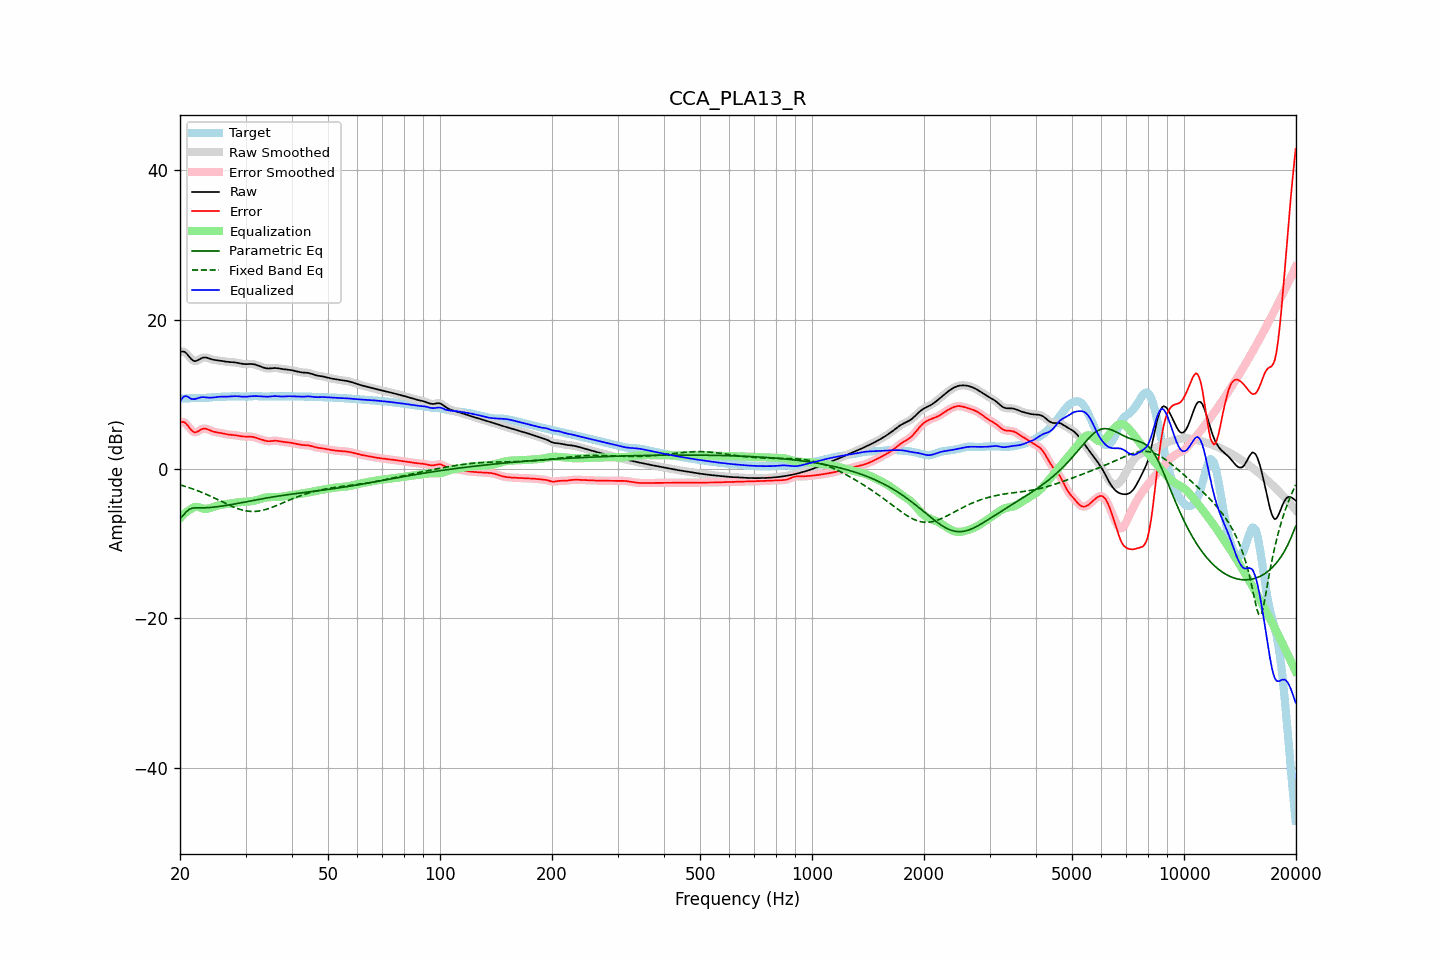 CCA_PLA13_R
Target
Raw Smoothed
Error Smoothed
Raw
Error
Equalization
Parametric Eq
Fixed Band Eq
Equalized
40
20
0
−20
−40
Amplitude (dBr)
20
50
100
200
500
1000
2000
5000
10000
20000
Frequency (Hz)